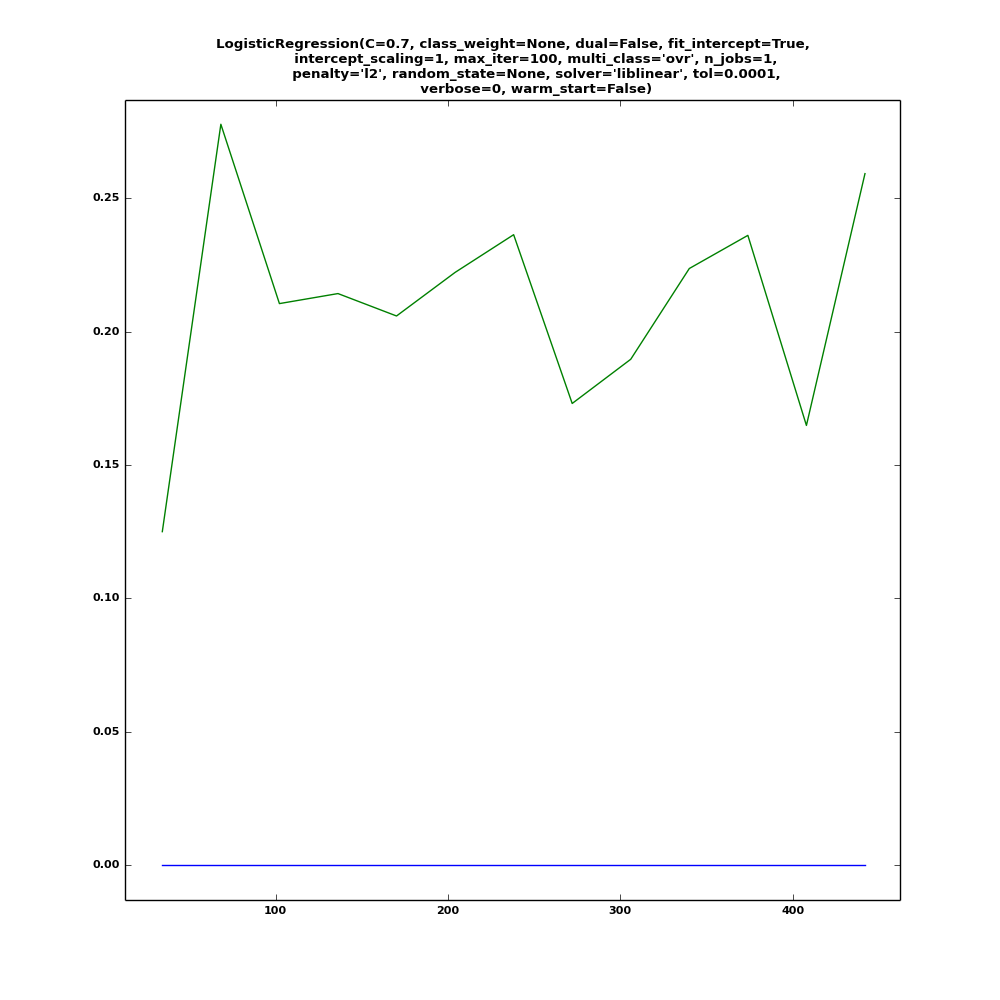 LogisticRegression(C=0.7, class_weight=None, dual=False, fit_intercept=True,
intercept_scaling=1, max_iter=100, multi_class='ovr', n_jobs=1,
penalty='l2', random_state=None, solver='liblinear', tol=0.0001,
verbose=0, warm_start=False)
0.25
0.20
0.15
0.10
0.05
0.00
100 200 300 400